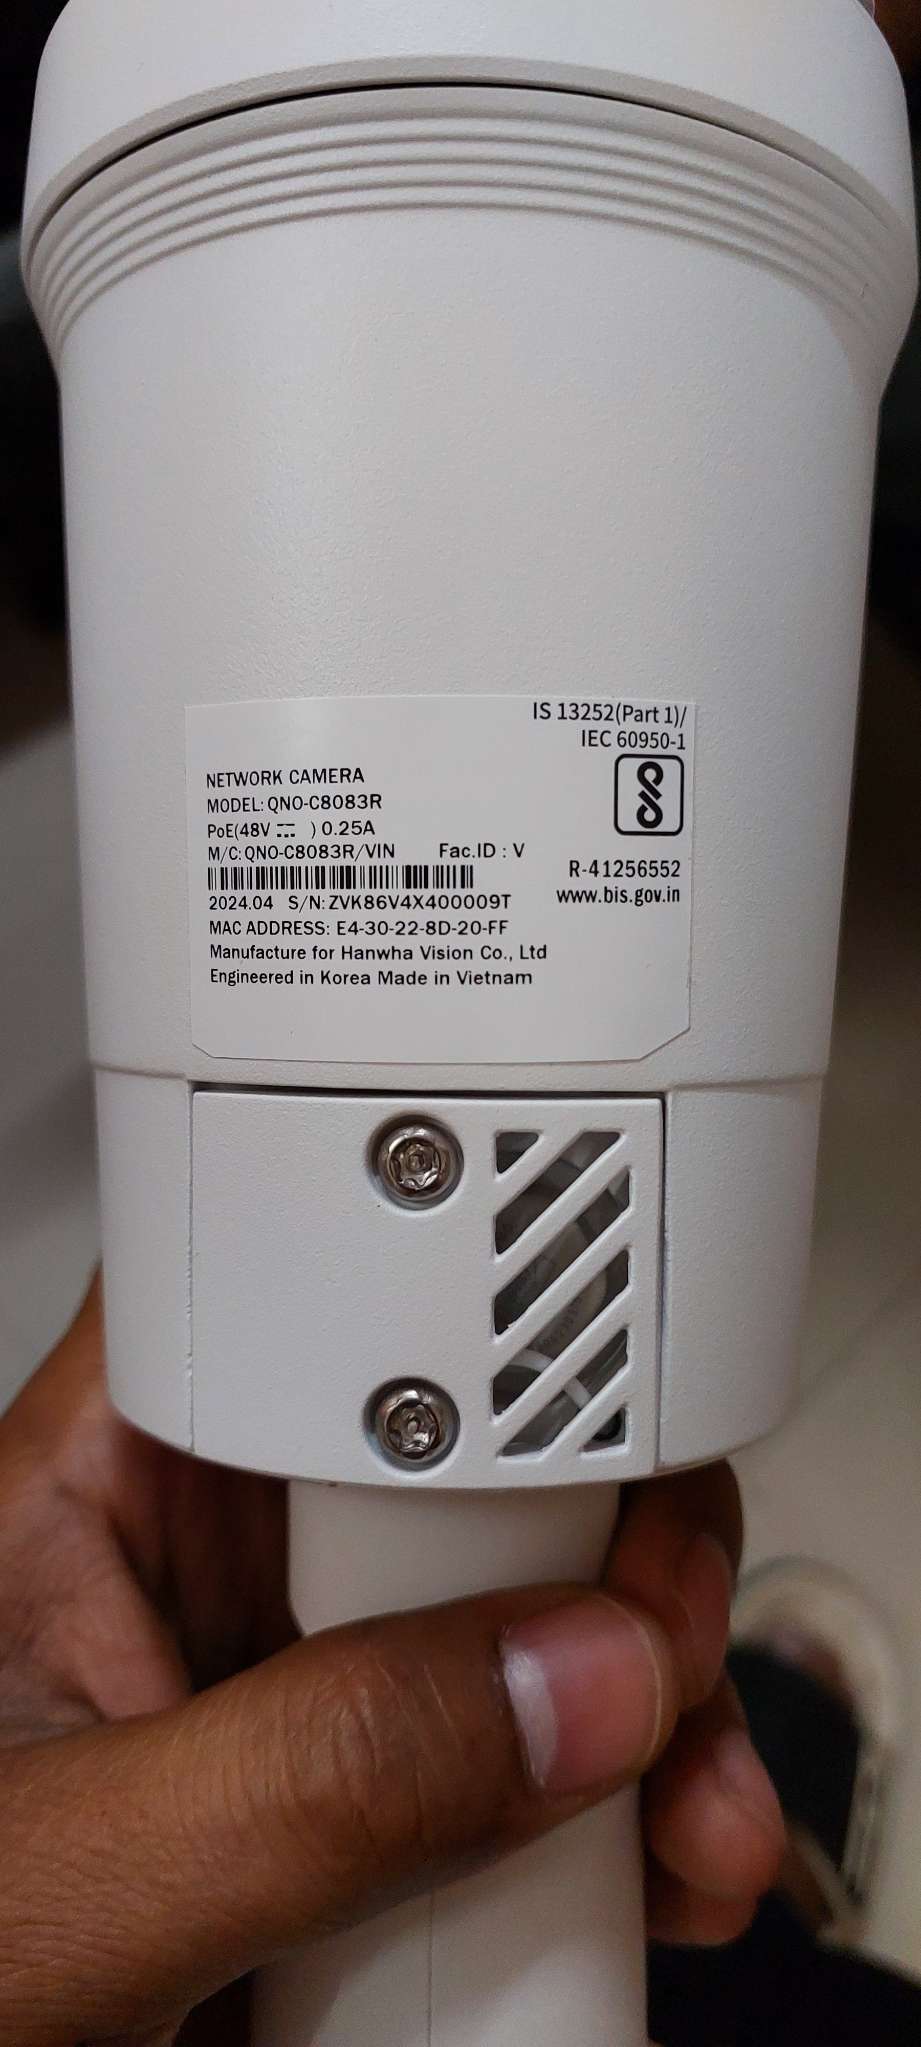 IS 13252(Part 1)/
IEC 60950-1
NETWORK CAMERA
MODEL: QNO-C8083R
PoE(48V ⎓ ) 0.25A
M/C: QNO-C8083R/VIN Fac.ID : V
R-41256552
www.bis.gov.in
2024.04 S/N: ZVK86V4X400009T
MAC ADDRESS: E4-30-22-8D-20-FF
Manufacture for Hanwha Vision Co., Ltd
Engineered in Korea Made in Vietnam